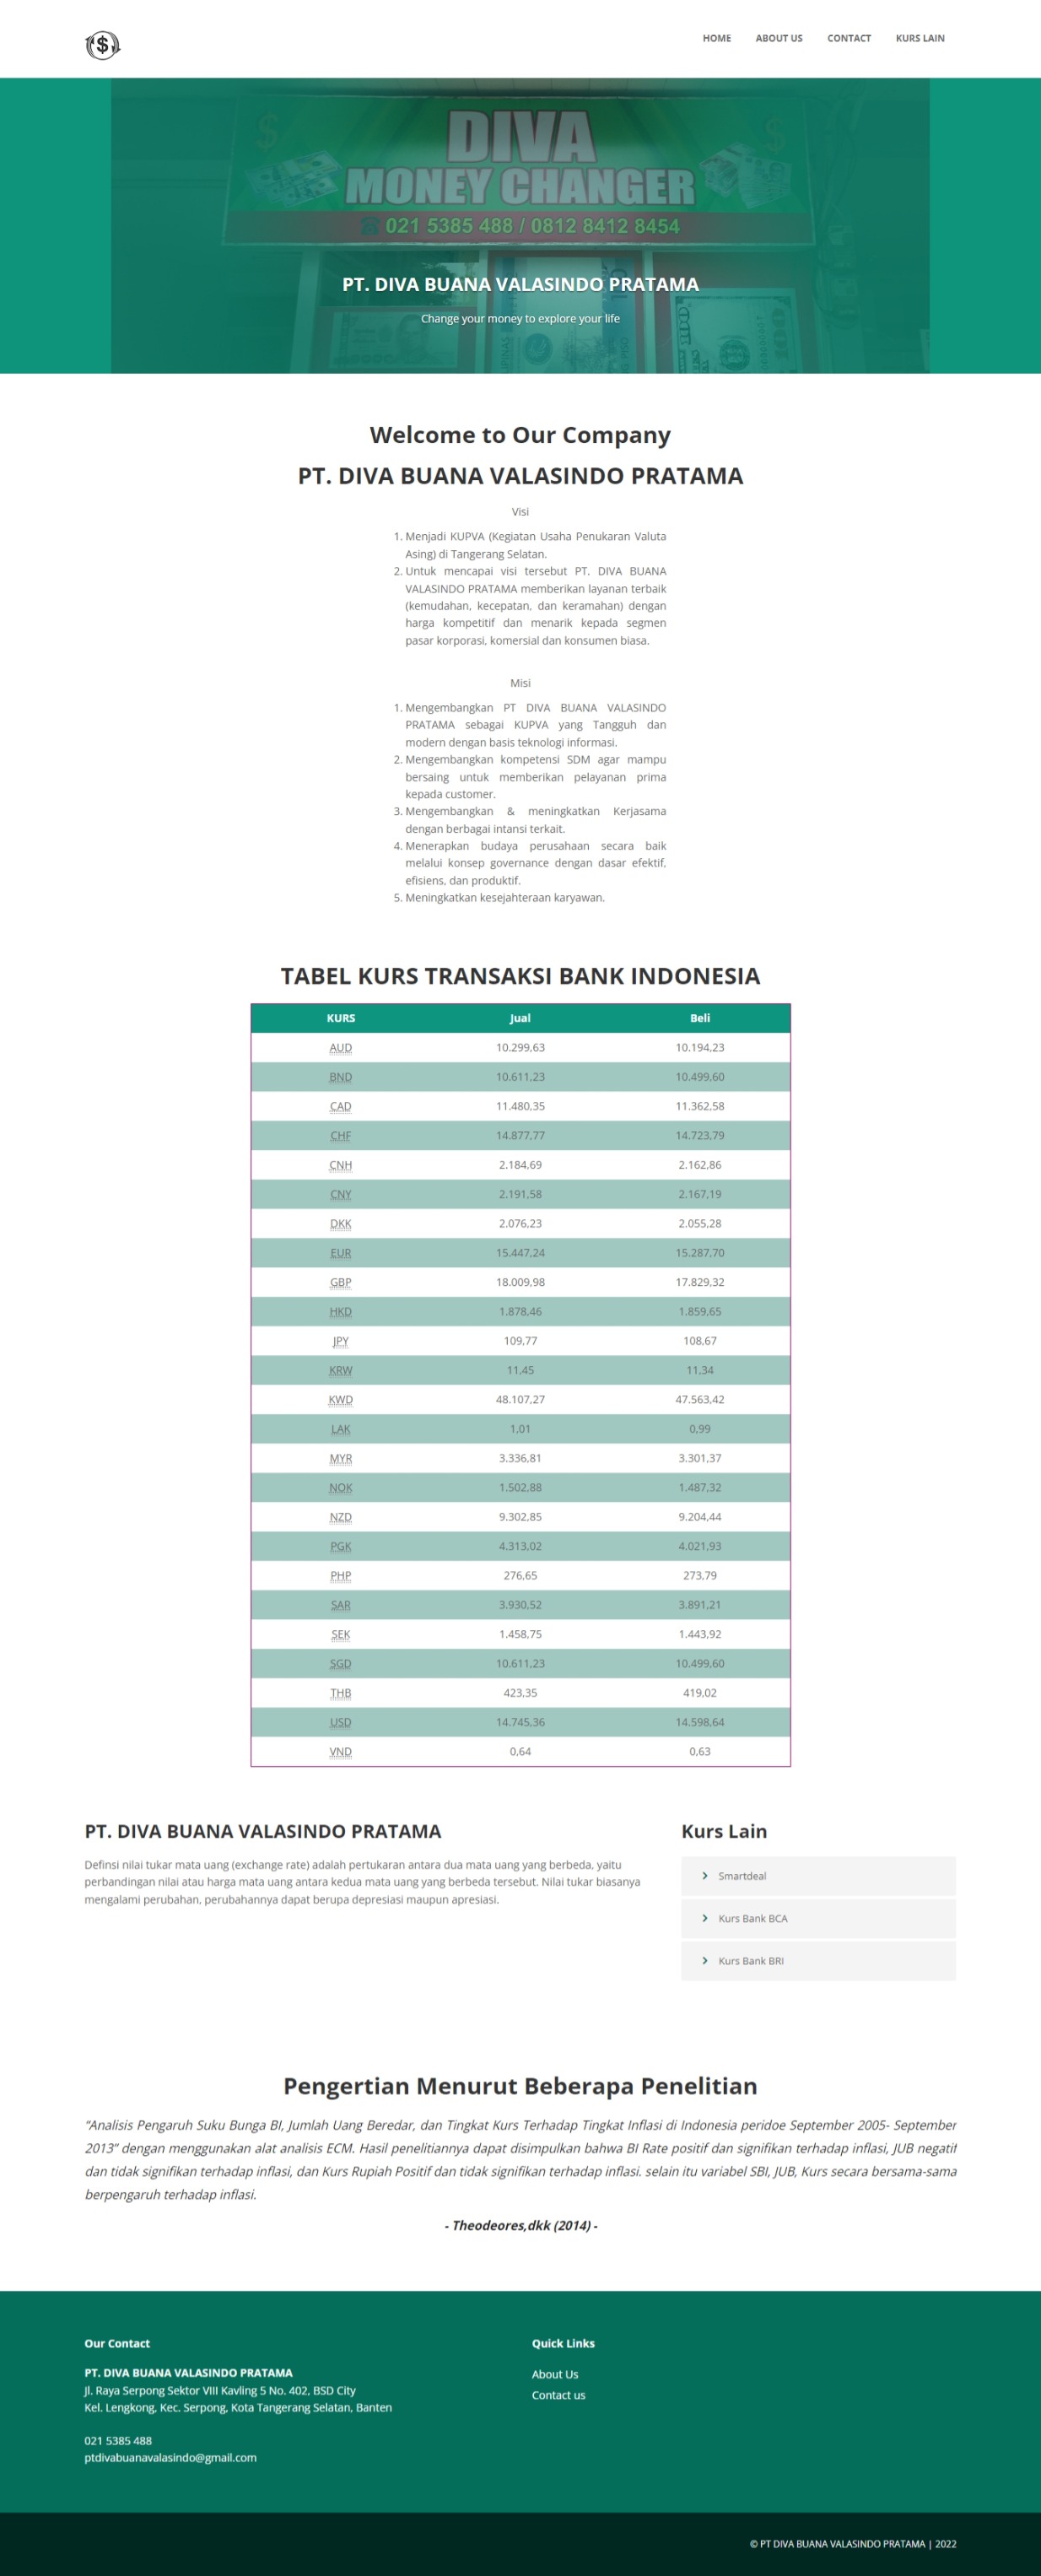 $
HOME ABOUT US CONTACT KURS LAIN
DIVA
MONEY CHANGER
021 5385 488 / 0812 8412 8454
PT. DIVA BUANA VALASINDO PRATAMA
Change your money to explore your life
Welcome to Our Company
PT. DIVA BUANA VALASINDO PRATAMA
Visi
1. Menjadi KUPVA (Kegiatan Usaha Penukaran Valuta
Asing) di Tangerang Selatan.
2. Untuk mencapai visi tersebut PT. DIVA BUANA
VALASINDO PRATAMA memberikan layanan terbaik
(kemudahan, kecepatan, dan keramahan) dengan
harga kompetitif dan menarik kepada segmen
pasar korporasi, komersial dan konsumen biasa.
Misi
1. Mengembangkan PT DIVA BUANA VALASINDO
PRATAMA sebagai KUPVA yang Tangguh dan
modern dengan basis teknologi informasi.
2. Mengembangkan kompetensi SDM agar mampu
bersaing untuk memberikan pelayanan prima
kepada customer.
3. Mengembangkan & meningkatkan Kerjasama
dengan berbagai intansi terkait.
4. Menerapkan budaya perusahaan secara baik
melalui konsep governance dengan dasar efektif,
efisiens, dan produktif.
5. Meningkatkan kesejahteraan karyawan.
TABEL KURS TRANSAKSI BANK INDONESIA
KURS Jual Beli
AUD 10.299,63 10.194,23
BND 10.611,23 10.499,60
CAD 11.480,35 11.362,58
CHF 14.877,77 14.723,79
CNH 2.184,69 2.162,86
CNY 2.191,58 2.167,19
DKK 2.076,23 2.055,28
EUR 15.447,24 15.287,70
GBP 18.009,98 17.829,32
HKD 1.878,46 1.859,65
JPY 109,77 108,67
KRW 11,45 11,34
KWD 48.107,27 47.563,42
LAK 1,01 0,99
MYR 3.336,81 3.301,37
NOK 1.502,88 1.487,32
NZD 9.302,85 9.204,44
PGK 4.313,02 4.021,93
PHP 276,65 273,79
SAR 3.930,52 3.891,21
SEK 1.458,75 1.443,92
SGD 10.611,23 10.499,60
THB 423,35 419,02
USD 14.745,36 14.598,64
VND 0,64 0,63
PT. DIVA BUANA VALASINDO PRATAMA
Definsi nilai tukar mata uang (exchange rate) adalah pertukaran antara dua mata uang yang berbeda, yaitu
perbandingan nilai atau harga mata uang antara kedua mata uang yang berbeda tersebut. Nilai tukar biasanya
mengalami perubahan, perubahannya dapat berupa depresiasi maupun apresiasi.
Kurs Lain
Smartdeal
Kurs Bank BCA
Kurs Bank BRI
Pengertian Menurut Beberapa Penelitian
"Analisis Pengaruh Suku Bunga BI, Jumlah Uang Beredar, dan Tingkat Kurs Terhadap Tingkat Inflasi di Indonesia peridoe September 2005- September
2013" dengan menggunakan alat analisis ECM. Hasil penelitiannya dapat disimpulkan bahwa BI Rate positif dan signifikan terhadap inflasi, JUB negatif
dan tidak signifikan terhadap inflasi, dan Kurs Rupiah Positif dan tidak signifikan terhadap inflasi. selain itu variabel SBI, JUB, Kurs secara bersama-sama
berpengaruh terhadap inflasi.
- Theodeores,dkk (2014) -
Our Contact
PT. DIVA BUANA VALASINDO PRATAMA
Jl. Raya Serpong Sektor VIII Kavling 5 No. 402, BSD City
Kel. Lengkong, Kec. Serpong, Kota Tangerang Selatan, Banten
021 5385 488
ptdivabuanavalasindo@gmail.com
Quick Links
About Us
Contact us
© PT DIVA BUANA VALASINDO PRATAMA | 2022